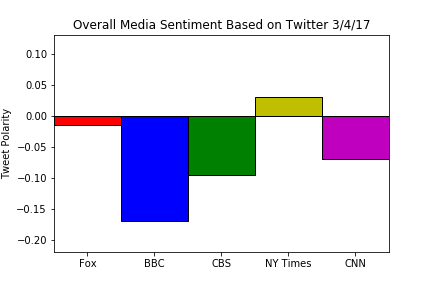 Overall Media Sentiment Based on Twitter 3/4/17
Tweet Polarity
0.10
0.05
0.00
−0.05
−0.10
−0.15
−0.20
Fox BBC CBS NY Times CNN